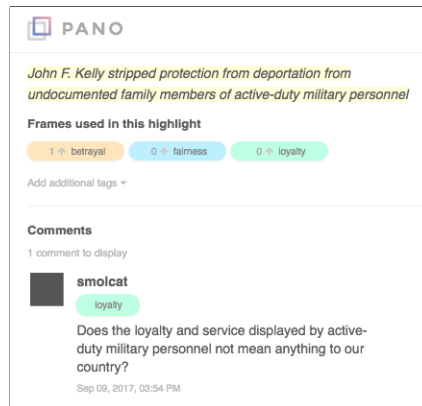 PANO
John F. Kelly stripped protection from deportation from
undocumented family members of active-duty military personnel
Frames used in this highlight
1 betrayal 0 fairness 0 loyalty
Add additional tags
Comments
1 comment to display
smolcat
loyalty
Does the loyalty and service displayed by active-
duty military personnel not mean anything to our
country?
Sep 09, 2017, 03:54 PM